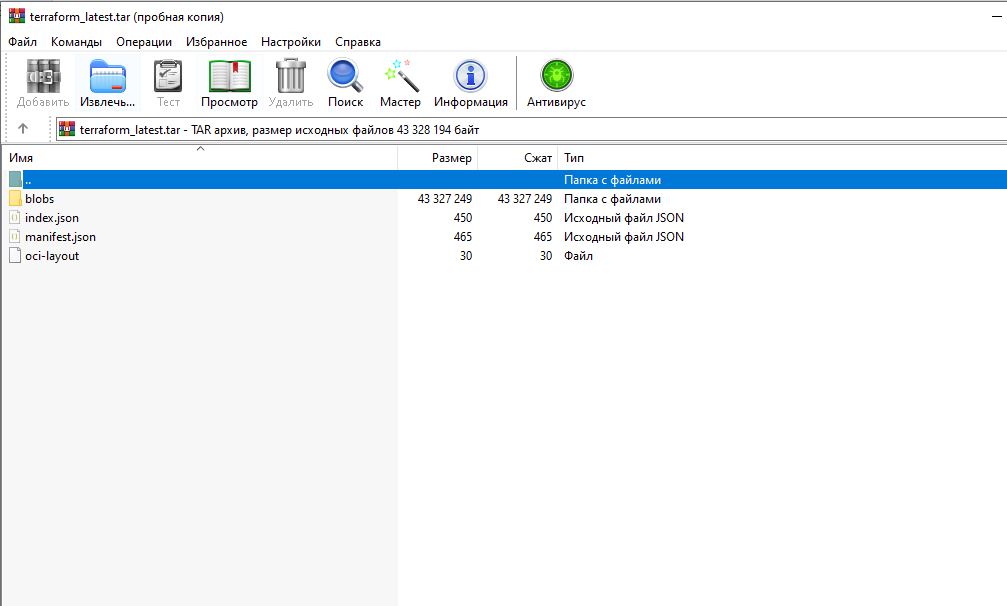 terraform_latest.tar (пробная копия)
Файл Команды Операции Избранное Настройки Справка
Добавить Извлечь... Тест Просмотр Удалить Поиск Мастер Информация Антивирус
terraform_latest.tar - TAR архив, размер исходных файлов 43 328 194 байт
Имя Размер Сжат Тип
.. Папка с файлами
blobs 43 327 249 43 327 249 Папка с файлами
index.json 450 450 Исходный файл JSON
manifest.json 465 465 Исходный файл JSON
oci-layout 30 30 Файл